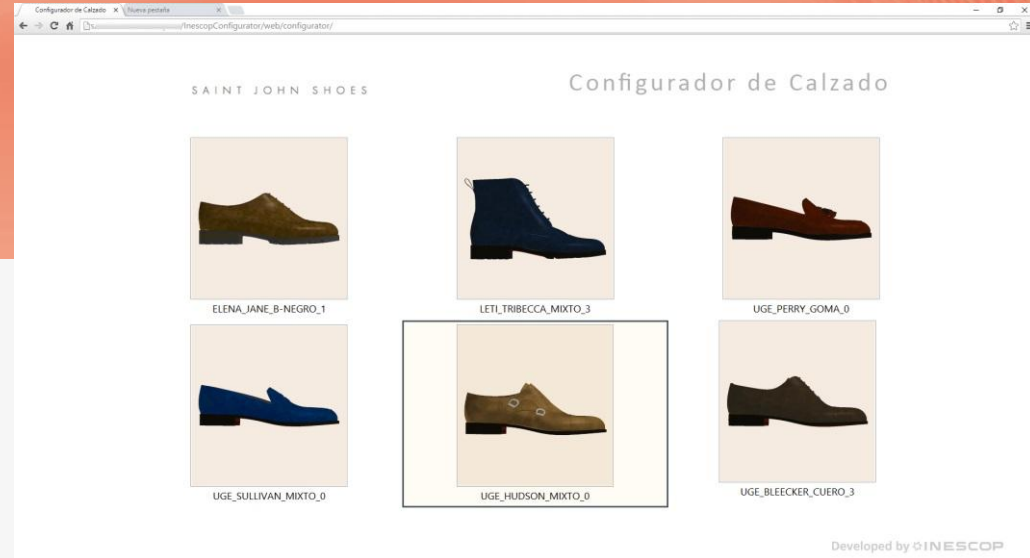 Configurador de Calzado
Nueva pestaña
/InescopConfigurator/web/configurator/
SAINT JOHN SHOES
Configurador de Calzado
ELENA_JANE_B-NEGRO_1
LETI_TRIBECCA_MIXTO_3
UGE_PERRY_GOMA_0
UGE_SULLIVAN_MIXTO_0
UGE_HUDSON_MIXTO_0
UGE_BLEECKER_CUERO_3
Developed by INESCOP